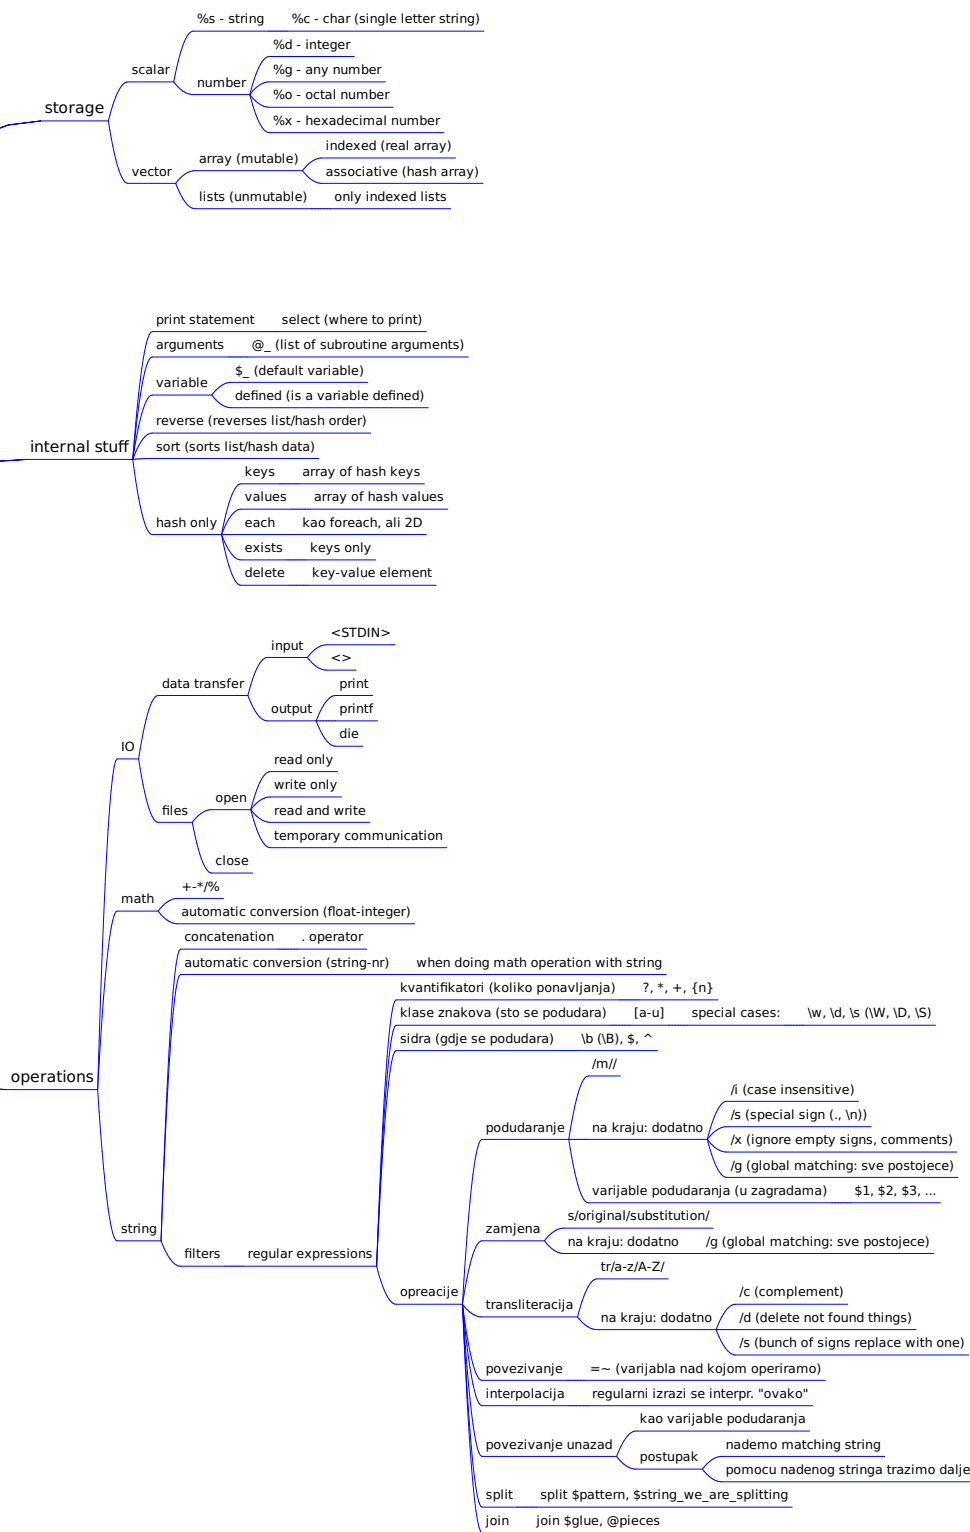 %s - string %c - char (single letter string)
%d - integer
scalar %g - any number
number
%o - octal number
storage
%x - hexadecimal number
indexed (real array)
array (mutable)
vector associative (hash array)
lists (unmutable) only indexed lists
print statement select (where to print)
arguments @_ (list of subroutine arguments)
$_ (default variable)
variable
defined (is a variable defined)
reverse (reverses list/hash order)
internal stuff sort (sorts list/hash data)
keys array of hash keys
values array of hash values
hash only each kao foreach, ali 2D
exists keys only
delete key-value element
<STDIN>
input
<>
data transfer print
output printf
die
IO
read only
write only
open
files read and write
temporary communication
close
+-*/%
math
automatic conversion (float-integer)
concatenation . operator
automatic conversion (string-nr) when doing math operation with string
kvantifikatori (koliko ponavljanja) ?, *, +, {n}
klase znakova (sto se podudara) [a-u] special cases: \w, \d, \s (\W, \D, \S)
sidra (gdje se podudara) \b (\B), $, ^
/m//
operations
/i (case insensitive)
/s (special sign (., \n))
podudaranje na kraju: dodatno
/x (ignore empty signs, comments)
/g (global matching: sve postojece)
varijable podudaranja (u zagradama) $1, $2, $3, ...
s/original/substitution/
string zamjena
na kraju: dodatno /g (global matching: sve postojece)
filters regular expressions
tr/a-z/A-Z/
opreacije /c (complement)
transliteracija
na kraju: dodatno /d (delete not found things)
/s (bunch of signs replace with one)
povezivanje =~ (varijabla nad kojom operiramo)
interpolacija regularni izrazi se interpr. "ovako"
kao varijable podudaranja
povezivanje unazad nademo matching string
postupak
pomocu nadenog stringa trazimo dalje
split split $pattern, $string_we_are_splitting
join join $glue, @pieces